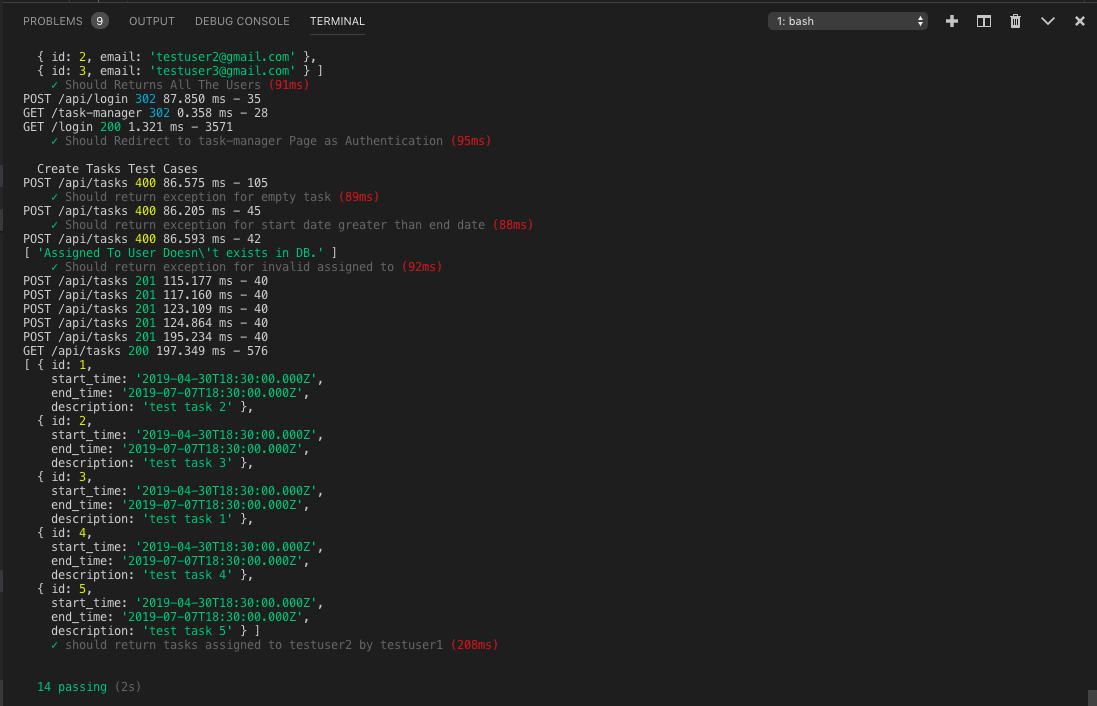 PROBLEMS 9 OUTPUT DEBUG CONSOLE TERMINAL 1: bash
{ id: 2, email: 'testuser2@gmail.com' },
{ id: 3, email: 'testuser3@gmail.com' } ]
✓ Should Returns All The Users (91ms)
POST /api/login 302 87.850 ms - 35
GET /task-manager 302 0.358 ms - 28
GET /login 200 1.321 ms - 3571
✓ Should Redirect to task-manager Page as Authentication (95ms)
Create Tasks Test Cases
POST /api/tasks 400 86.575 ms - 105
✓ Should return exception for empty task (89ms)
POST /api/tasks 400 86.205 ms - 45
✓ Should return exception for start date greater than end date (88ms)
POST /api/tasks 400 86.593 ms - 42
[ 'Assigned To User Doesn\'t exists in DB.' ]
✓ Should return exception for invalid assigned to (92ms)
POST /api/tasks 201 115.177 ms - 40
POST /api/tasks 201 117.160 ms - 40
POST /api/tasks 201 123.109 ms - 40
POST /api/tasks 201 124.864 ms - 40
POST /api/tasks 201 195.234 ms - 40
GET /api/tasks 200 197.349 ms - 576
[ { id: 1,
start_time: '2019-04-30T18:30:00.000Z',
end_time: '2019-07-07T18:30:00.000Z',
description: 'test task 2' },
{ id: 2,
start_time: '2019-04-30T18:30:00.000Z',
end_time: '2019-07-07T18:30:00.000Z',
description: 'test task 3' },
{ id: 3,
start_time: '2019-04-30T18:30:00.000Z',
end_time: '2019-07-07T18:30:00.000Z',
description: 'test task 1' },
{ id: 4,
start_time: '2019-04-30T18:30:00.000Z',
end_time: '2019-07-07T18:30:00.000Z',
description: 'test task 4' },
{ id: 5,
start_time: '2019-04-30T18:30:00.000Z',
end_time: '2019-07-07T18:30:00.000Z',
description: 'test task 5' } ]
✓ should return tasks assigned to testuser2 by testuser1 (208ms)
14 passing (2s)